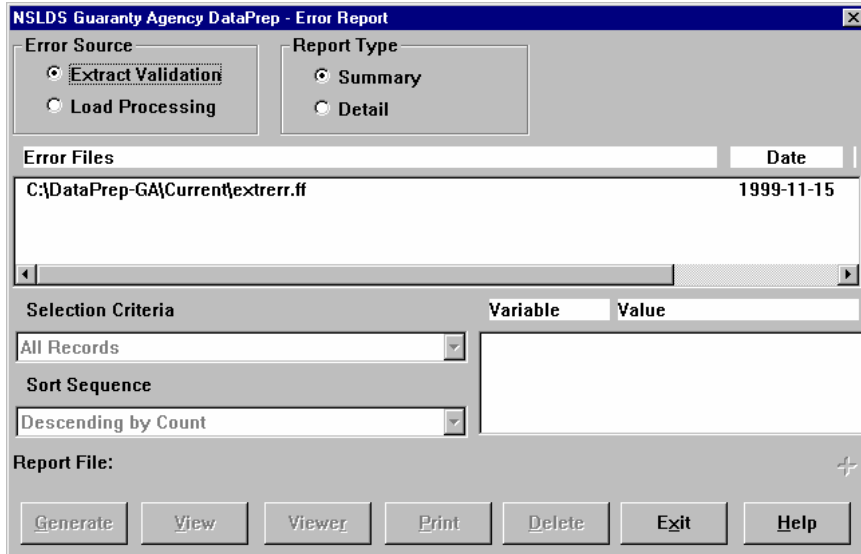 NSLDS Guaranty Agency DataPrep - Error Report
Error Source
Extract Validation
Load Processing
Report Type
Summary
Detail
Error Files Date
C:\DataPrep-GA\Current\extrerr.ff 1999-11-15
Selection Criteria
All Records
Sort Sequence
Descending by Count
Variable Value
Report File:
Generate View Viewer Print Delete Exit Help